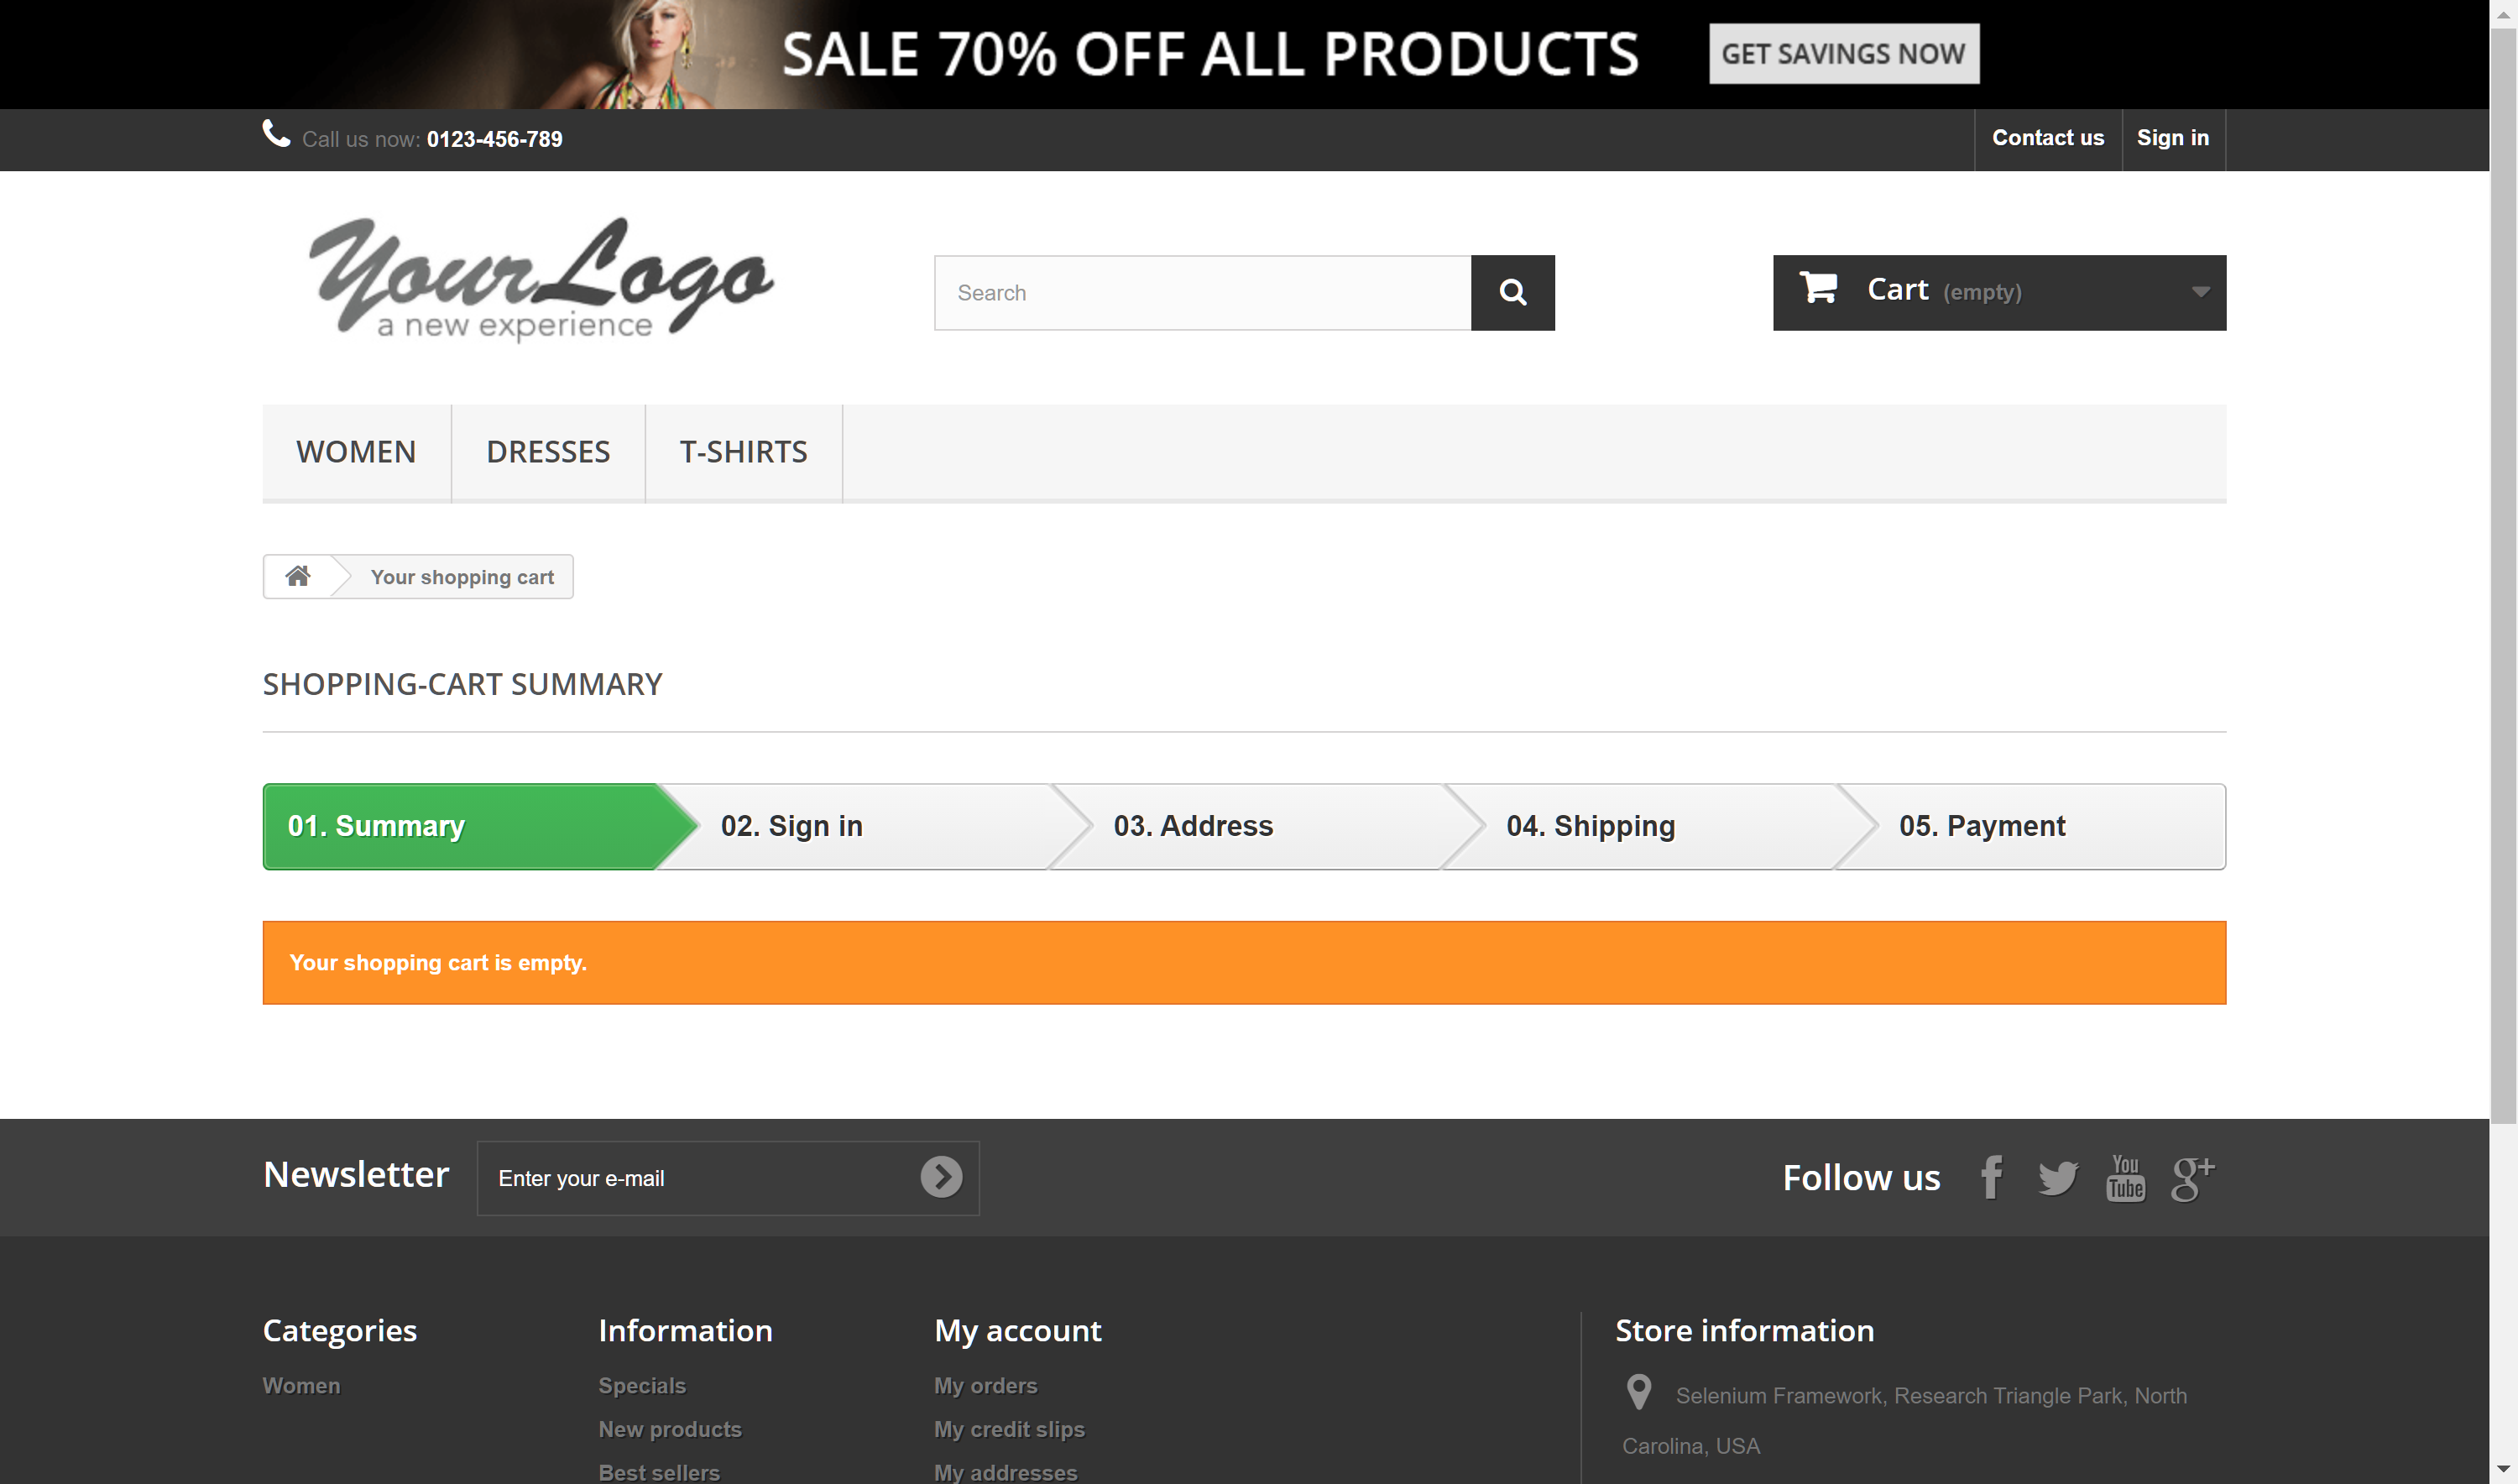 SALE 70% OFF ALL PRODUCTS
GET SAVINGS NOW
Call us now: 0123-456-789
Contact us
Sign in
Your Logo
a new experience
Search
Cart (empty)
WOMEN
DRESSES
T-SHIRTS
Your shopping cart
SHOPPING-CART SUMMARY
01. Summary
02. Sign in
03. Address
04. Shipping
05. Payment
Your shopping cart is empty.
Newsletter
Enter your e-mail
Follow us
You
Tube
g+
Categories
Women
Information
Specials
New products
Best sellers
My account
My orders
My credit slips
My addresses
Store information
Selenium Framework, Research Triangle Park, North
Carolina, USA